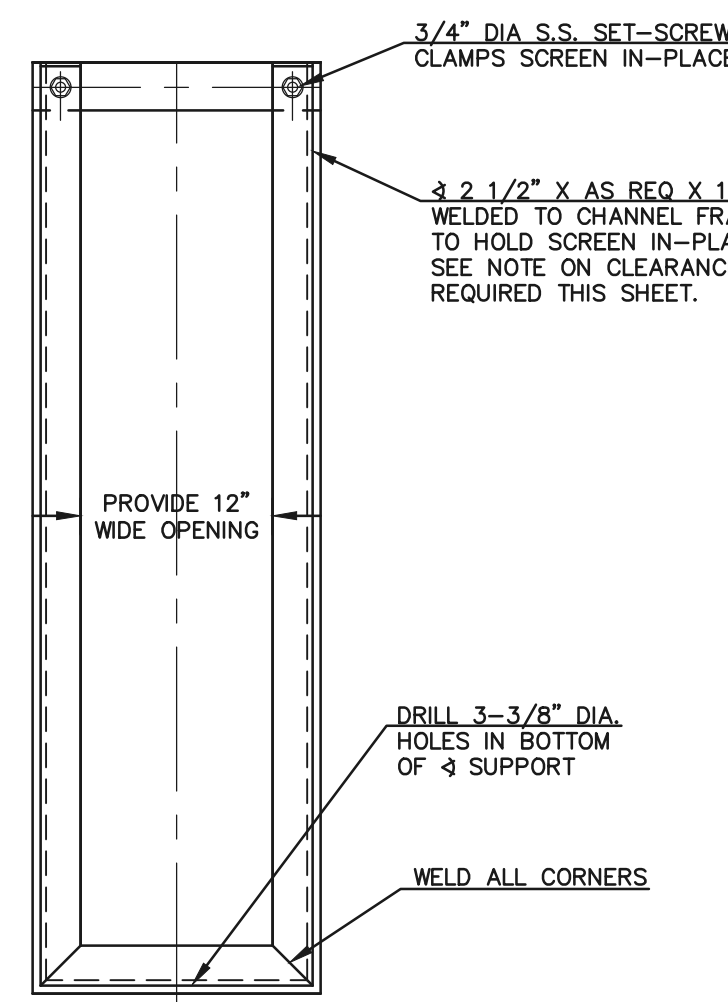 3/4” DIA S.S. SET–SCREW
CLAMPS SCREEN IN–PLACE
∢ 2 1/2” X AS REQ X 1
WELDED TO CHANNEL FRA
TO HOLD SCREEN IN–PLA
SEE NOTE ON CLEARANC
REQUIRED THIS SHEET.
PROVIDE 12”
WIDE OPENING
DRILL 3–3/8” DIA.
HOLES IN BOTTOM
OF ∢ SUPPORT
WELD ALL CORNERS